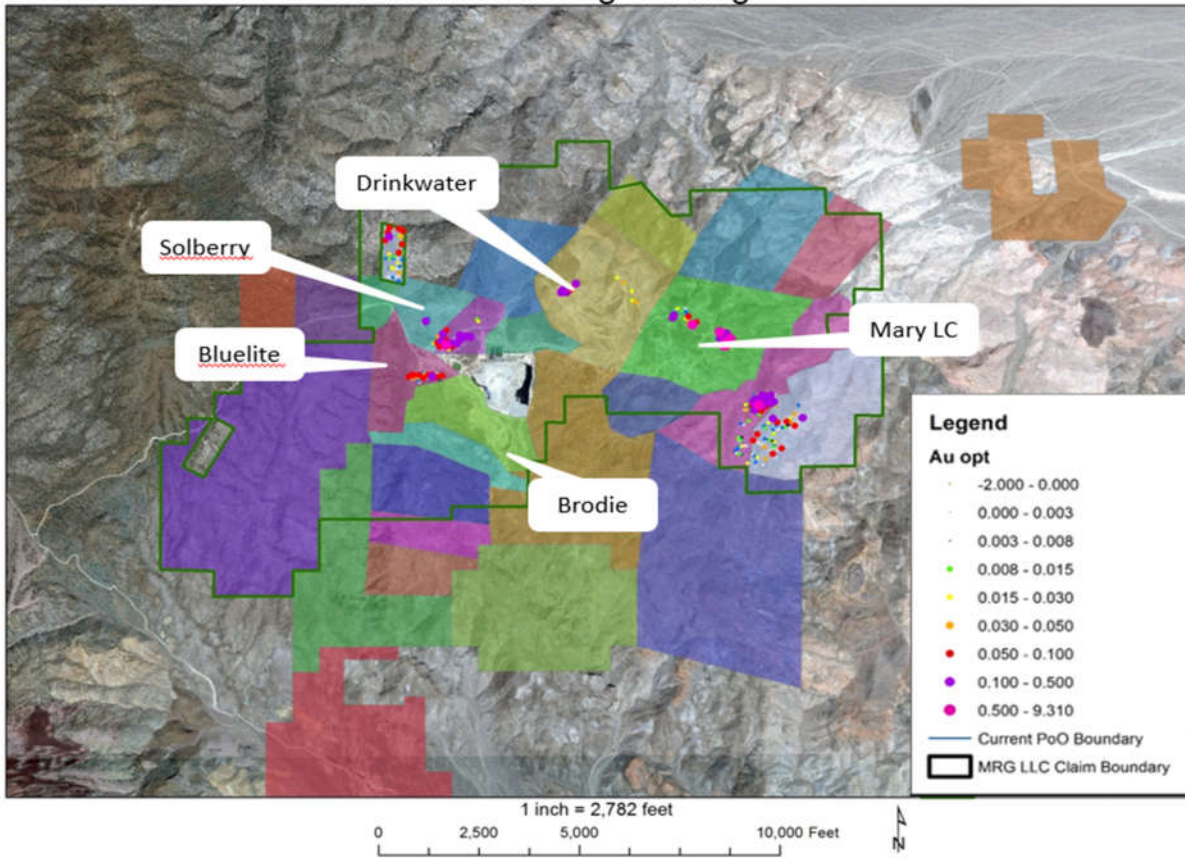 Drinkwater
Solberry
Bluelite
Mary LC
Brodie
Legend
Au opt
-2.000 - 0.000
0.000 - 0.003
0.003 - 0.008
0.008 - 0.015
0.015 - 0.030
0.030 - 0.050
0.050 - 0.100
0.100 - 0.500
0.500 - 9.310
Current PoO Boundary
MRG LLC Claim Boundary
1 inch = 2,782 feet
0 2,500 5,000 10,000 Feet
N